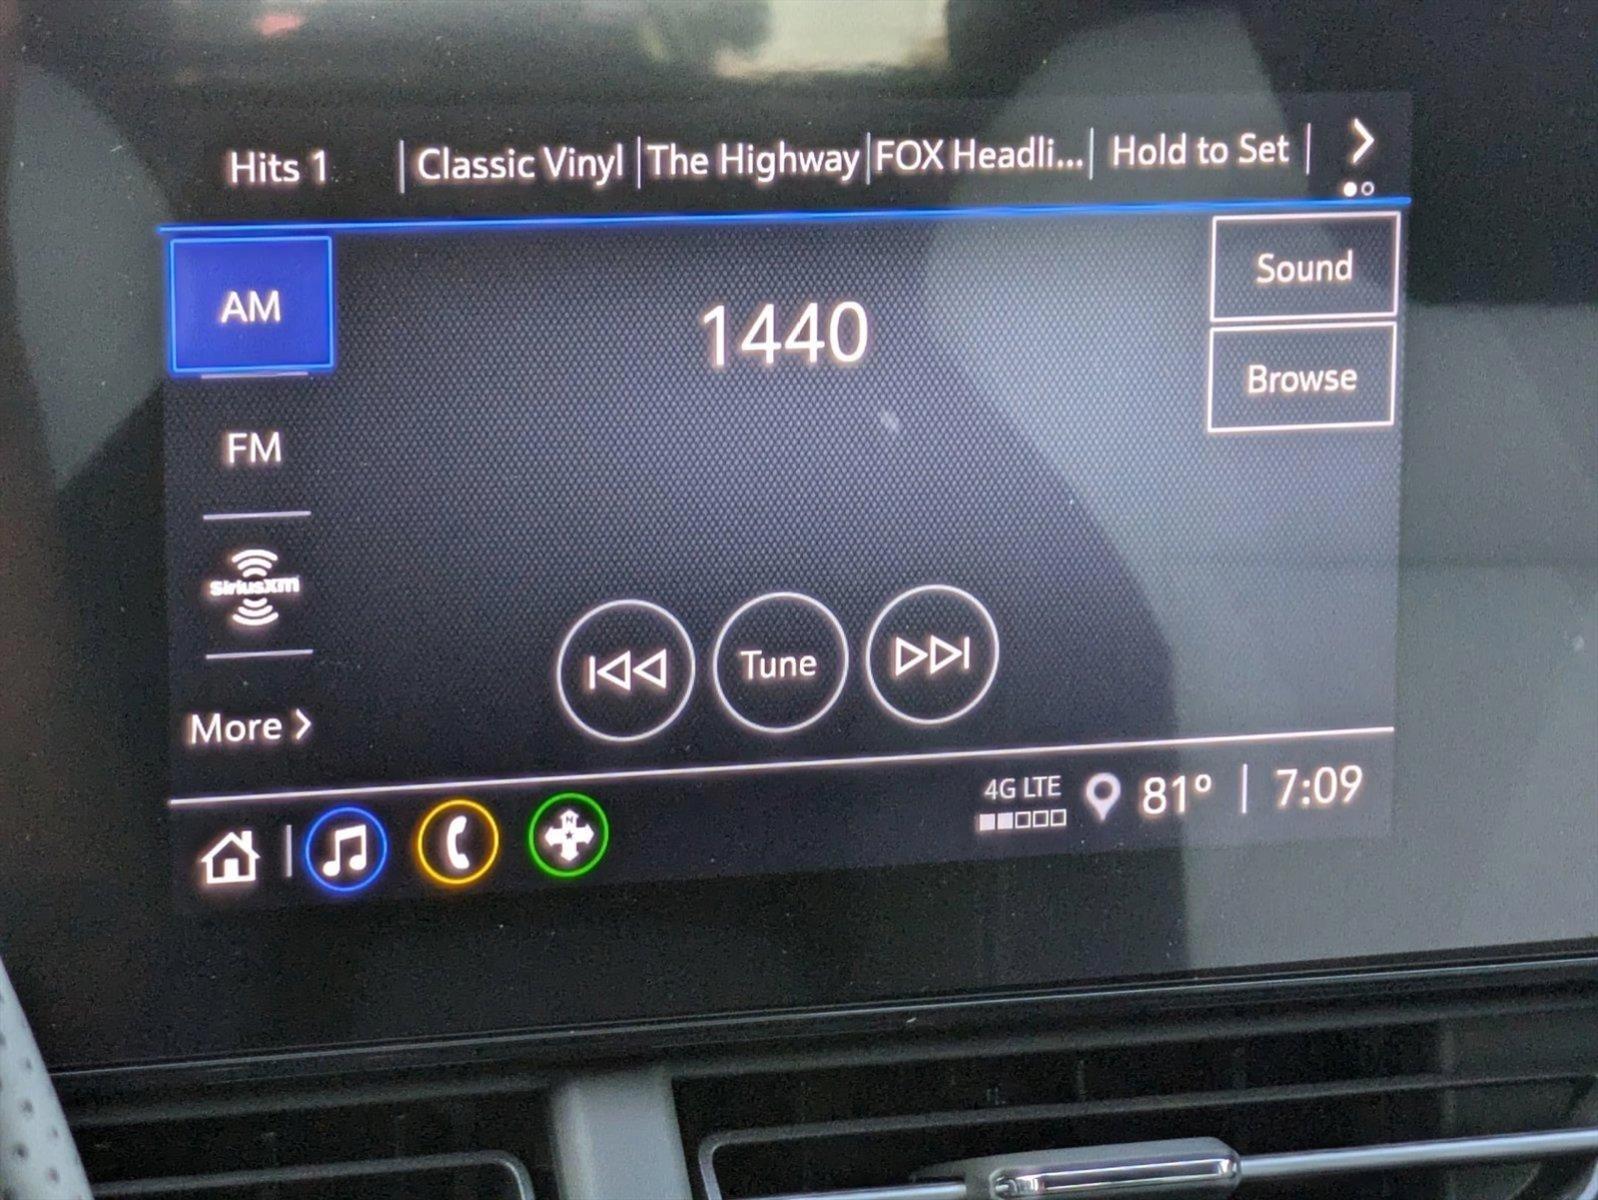 Hits 1 | Classic Vinyl | The Highway | FOX Headli... | Hold to Set |
AM
1440
Sound
Browse
FM
SiriusXM
Tune
More
N
4G LTE
81° | 7:09